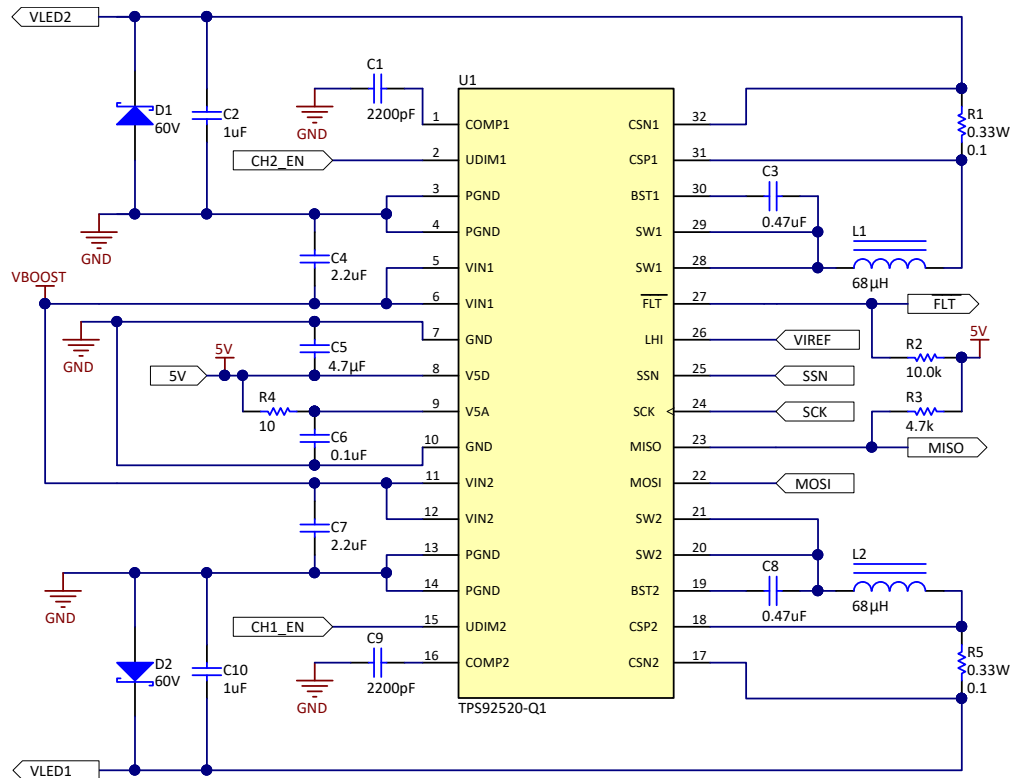 VLED2
C1
2200pF
GND
U1
D1
60V
C2
1uF
1
COMP1
CSN1
32
R1
0.33W
0.1
CH2_EN
2
UDIM1
CSP1
31
C3
0.47uF
3
PGND
BST1
30
4
PGND
SW1
29
GND
C4
2.2uF
L1
68µH
5
VIN1
SW1
28
VBOOST
6
VIN1
FLT
27
FLT
GND
7
GND
LHI
26
VIREF
5V
C5
4.7µF
R2
10.0k
5V
5V
8
V5D
SSN
25
SSN
R4
10
9
V5A
SCK
24
SCK
R3
4.7k
C6
0.1uF
10
GND
MISO
23
MISO
11
VIN2
MOSI
22
MOSI
C7
2.2uF
12
VIN2
SW2
21
13
PGND
SW2
20
L2
68µH
GND
14
PGND
BST2
19
C8
0.47uF
CH1_EN
15
UDIM2
CSP2
18
C9
2200pF
GND
16
COMP2
CSN2
17
R5
0.33W
0.1
D2
60V
C10
1uF
TPS92520-Q1
VLED1